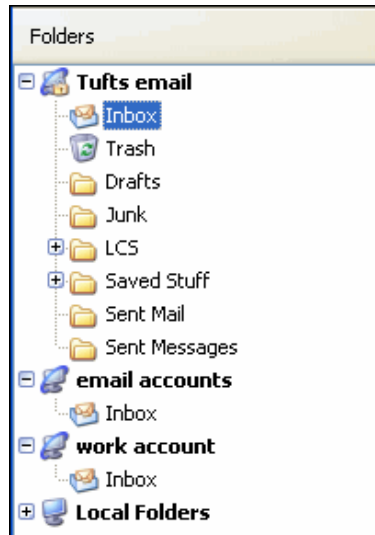 Folders
Tufts email
Inbox
Trash
Drafts
Junk
LCS
Saved Stuff
Sent Mail
Sent Messages
email accounts
Inbox
work account
Inbox
Local Folders